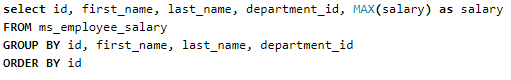 select id, first_name, last_name, department_id, MAX(salary) as salary
FROM ms_employee_salary
GROUP BY id, first_name, last_name, department_id
ORDER BY id